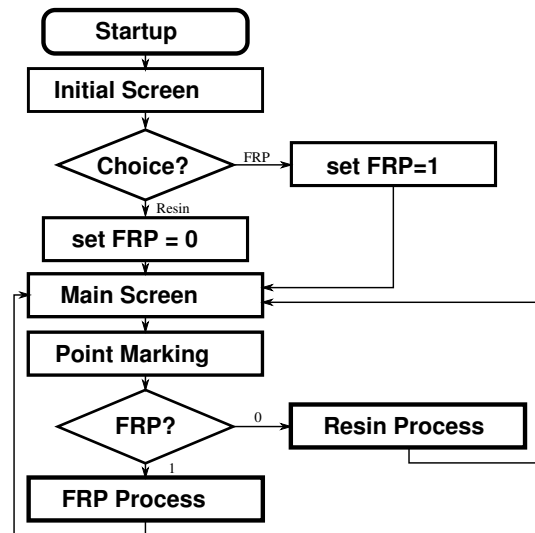 Startup
Initial Screen
Choice?
FRP
set FRP=1
Resin
set FRP = 0
Main Screen
Point Marking
FRP?
0
Resin Process
1
FRP Process